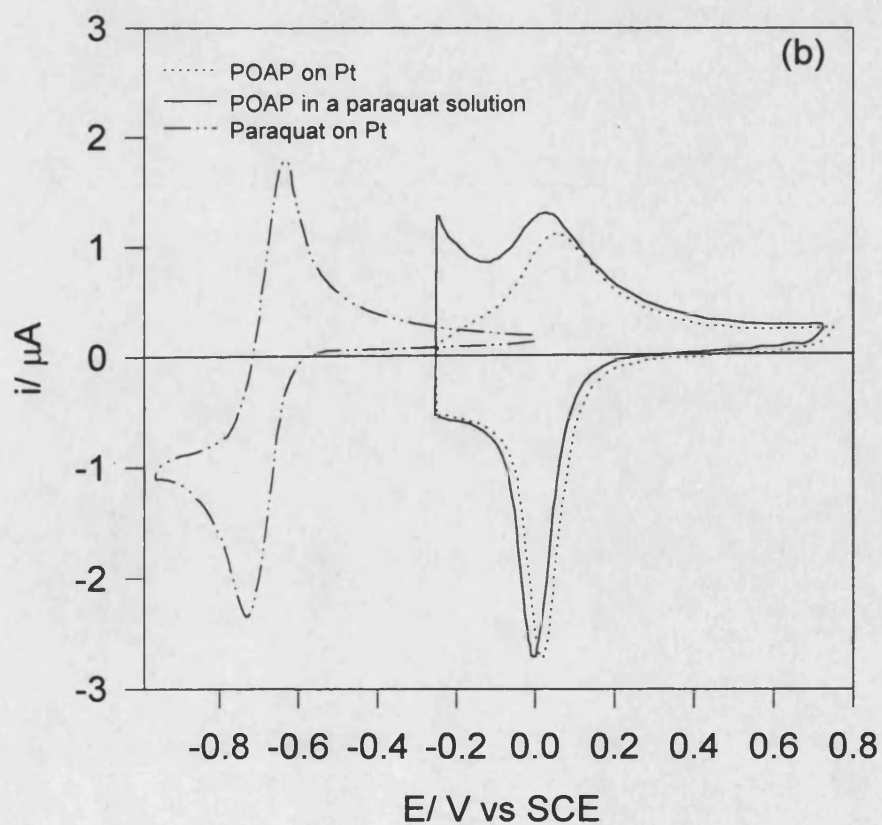 (b)
POAP on Pt
POAP in a paraquat solution
Paraquat on Pt
3
2
1
0
-1
-2
-3
i/ μA
-0.8 -0.6 -0.4 -0.2 0.0 0.2 0.4 0.6 0.8
E/ V vs SCE